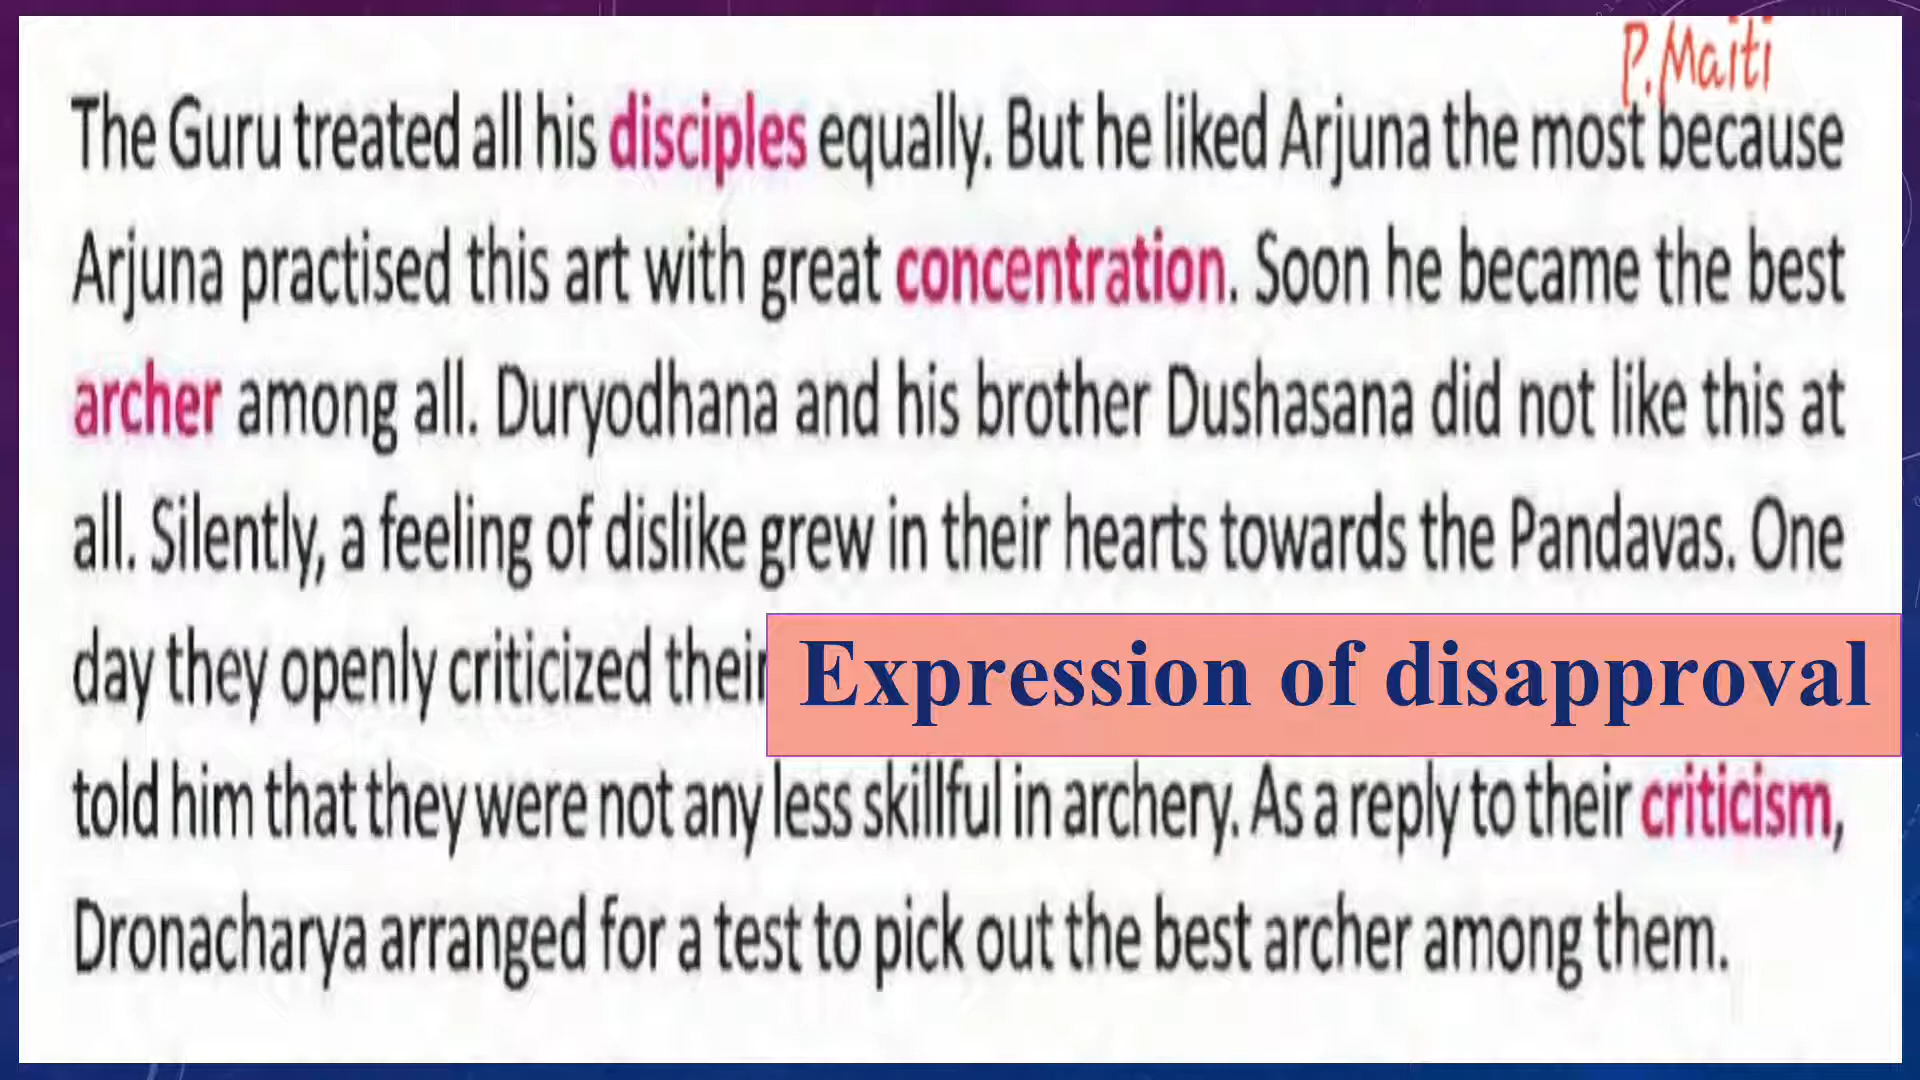 P.Maiti
The Guru treated all his disciples equally. But he liked Arjuna the most because
Arjuna practised this art with great concentration. Soon he became the best
archer among all. Duryodhana and his brother Dushasana did not like this at
all. Silently, a feeling of dislike grew in their hearts towards the Pandavas. One
day they openly criticized their
Expression of disapproval
told him that they were not any less skillful in archery. As a reply to their criticism,
Dronacharya arranged for a test to pick out the best archer among them.